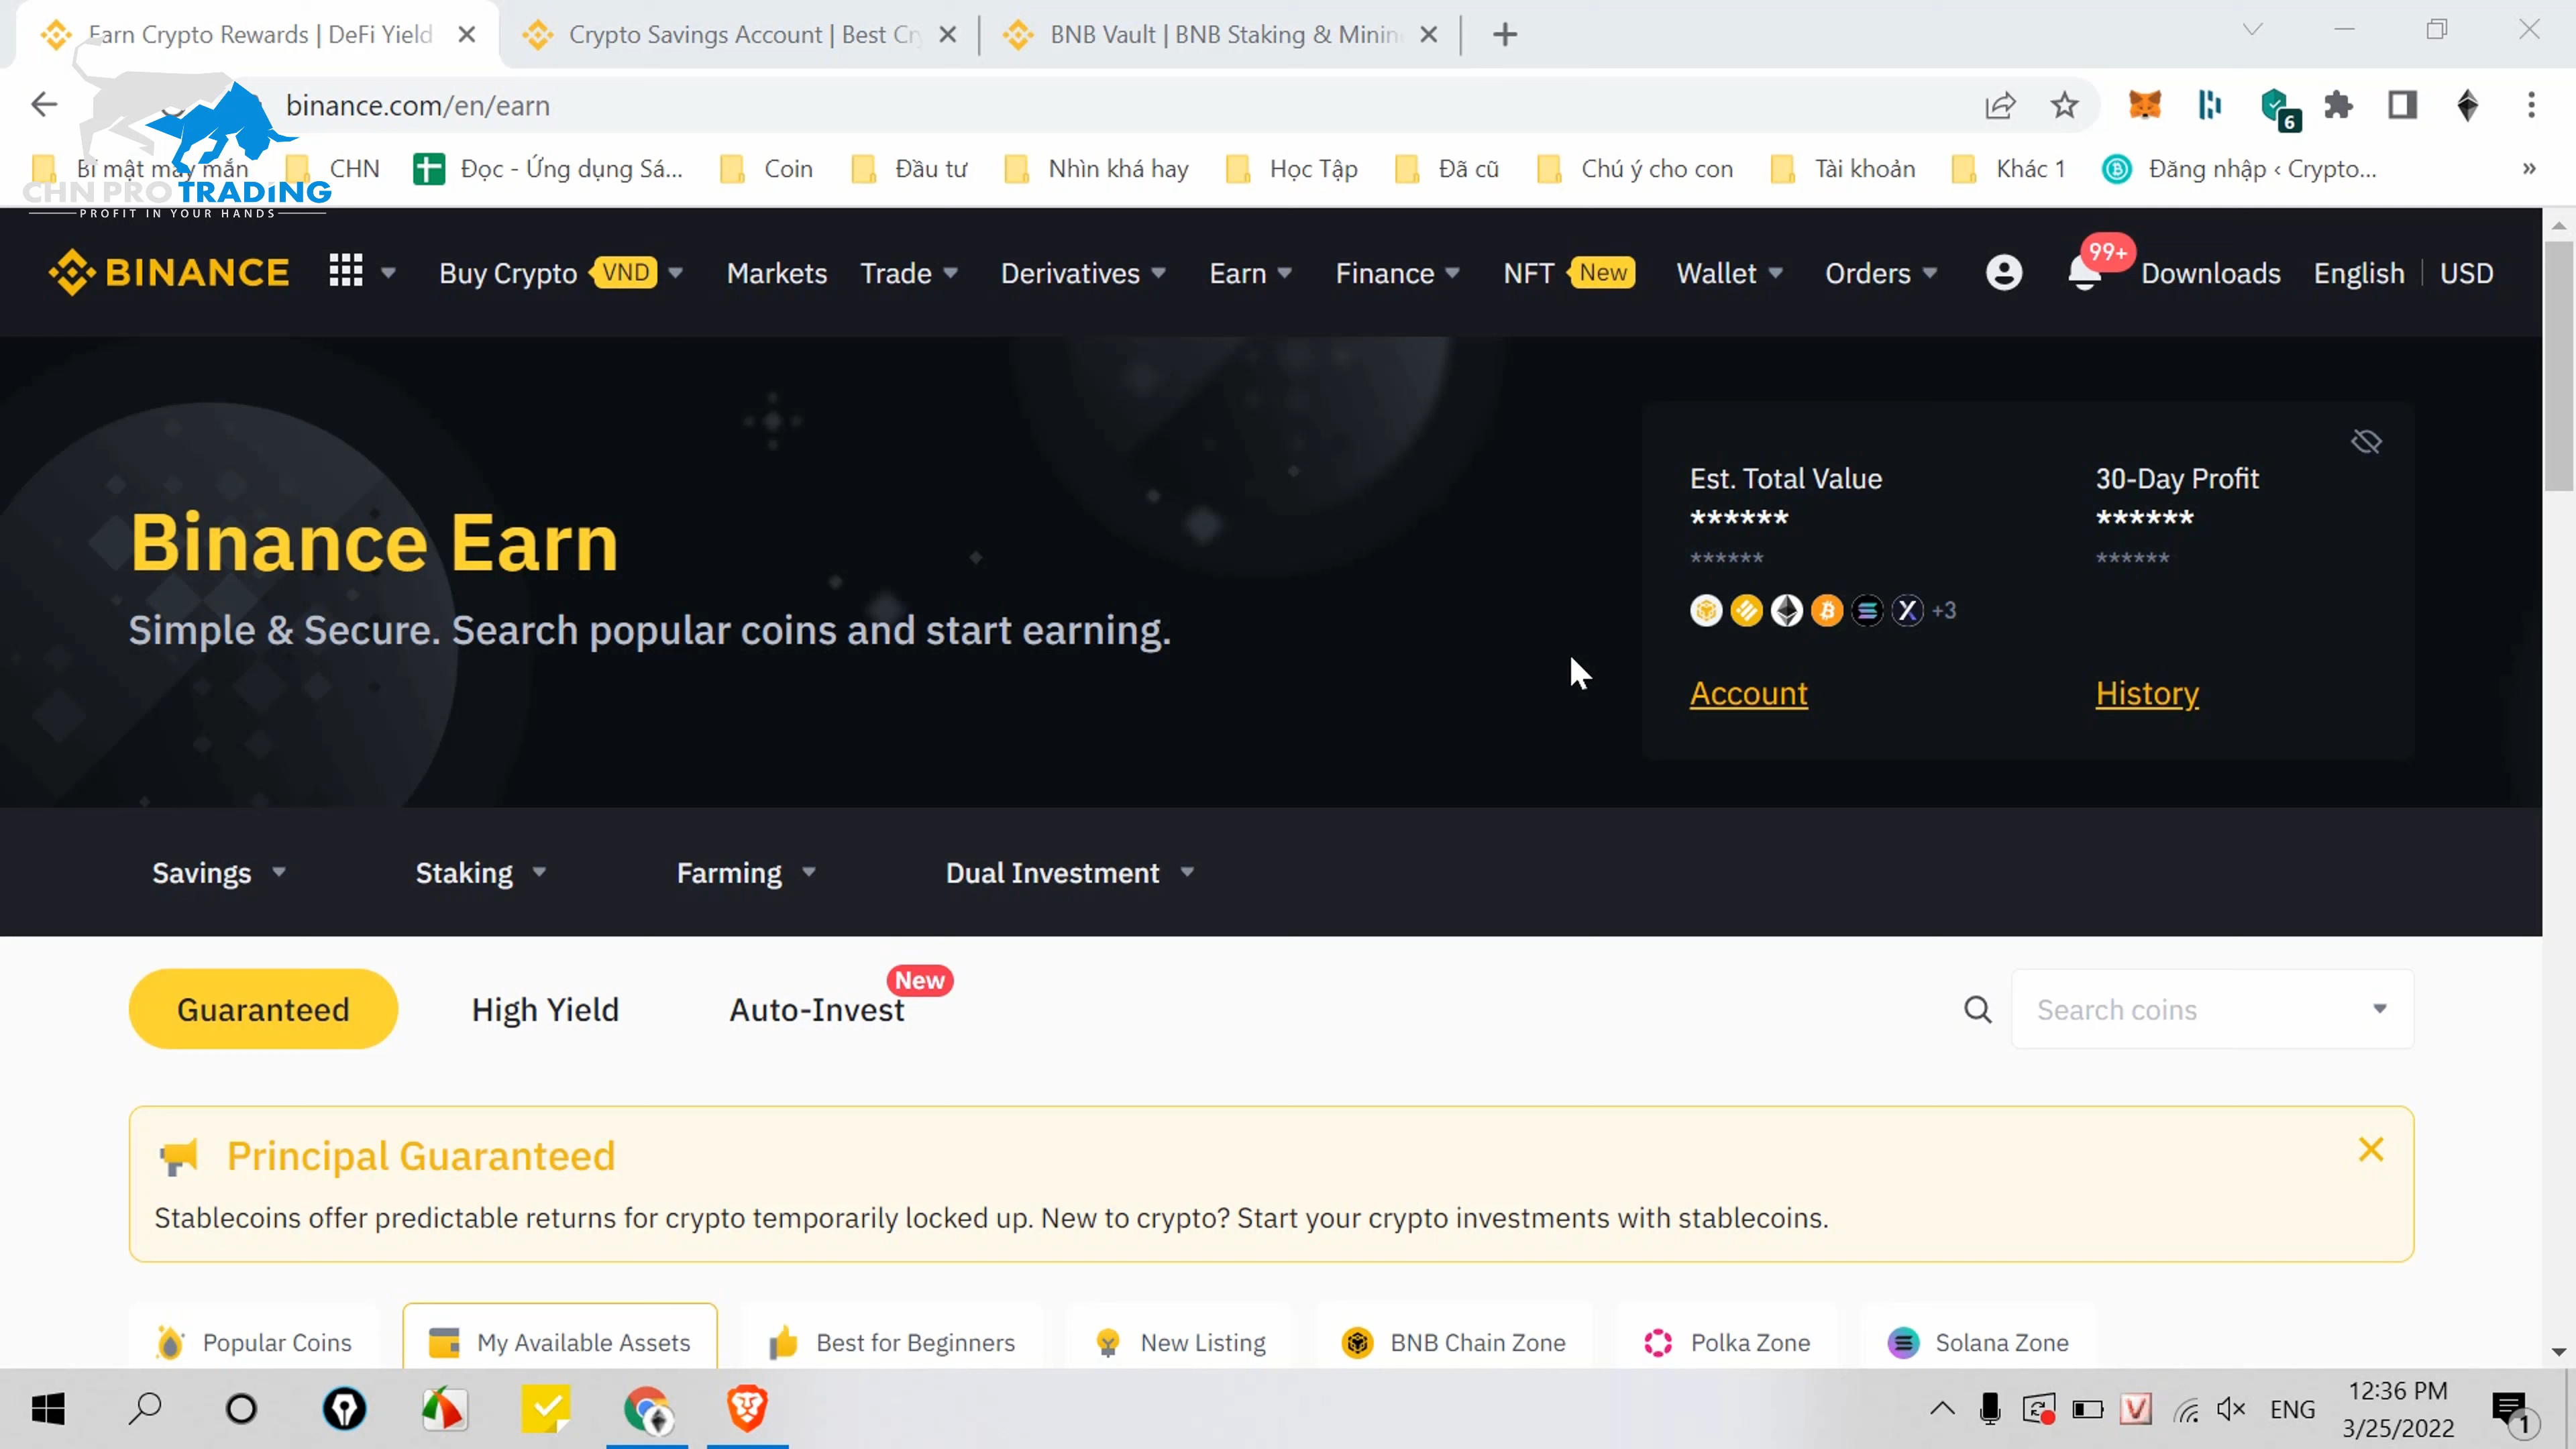 Earn Crypto Rewards | DeFi Yield
Crypto Savings Account | Best Cr
BNB Vault | BNB Staking & Minin
binance.com/en/earn
6
Bí mật may mắn
CHN
Đọc - Ứng dụng Sá...
Coin
Đầu tư
Nhìn khá hay
Học Tập
Đã cũ
Chú ý cho con
Tài khoản
Khác 1
Đăng nhập ‹ Crypto...
»
CHN PRO TRADING
PROFIT IN YOUR HANDS
BINANCE
Buy Crypto VND
Markets
Trade
Derivatives
Earn
Finance
NFT New
Wallet
Orders
99+
Downloads
English
USD
Binance Earn
Simple & Secure. Search popular coins and start earning.
Est. Total Value
30-Day Profit
******
******
******
******
+3
Account
History
Savings
Staking
Farming
Dual Investment
Guaranteed
High Yield
Auto-Invest
New
Search coins
Principal Guaranteed
Stablecoins offer predictable returns for crypto temporarily locked up. New to crypto? Start your crypto investments with stablecoins.
Popular Coins
My Available Assets
Best for Beginners
New Listing
BNB Chain Zone
Polka Zone
Solana Zone
V
ENG
12:36 PM
3/25/2022
1